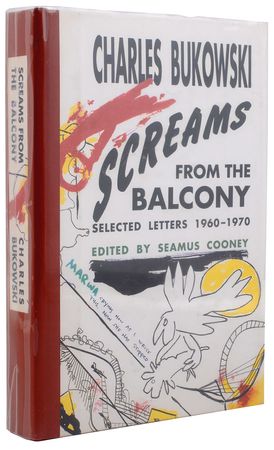 CHARLES BUKOWSKI
SCREAMS
FROM THE
BALCONY
SELECTED LETTERS 1960-1970
EDITED BY SEAMUS COONEY
MARINA
SCREAMS FROM
THE BALCONY
CHARLES
BUKOWSKI